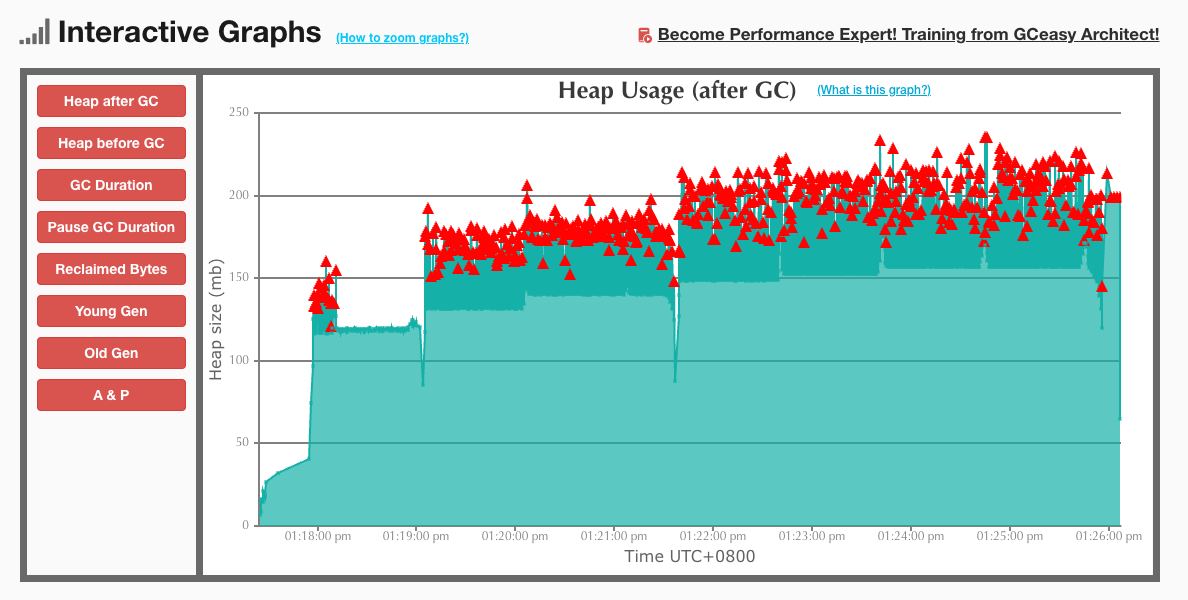 Interactive Graphs (How to zoom graphs?) Become Performance Expert! Training from GCeasy Architect!
Heap after GC
Heap before GC
GC Duration
Pause GC Duration
Reclaimed Bytes
Young Gen
Old Gen
A & P
Heap Usage (after GC) (What is this graph?)
Heap size (mb)
250
200
150
100
50
0
01:18:00 pm 01:19:00 pm 01:20:00 pm 01:21:00 pm 01:22:00 pm 01:23:00 pm 01:24:00 pm 01:25:00 pm 01:26:00 pm
Time UTC+0800